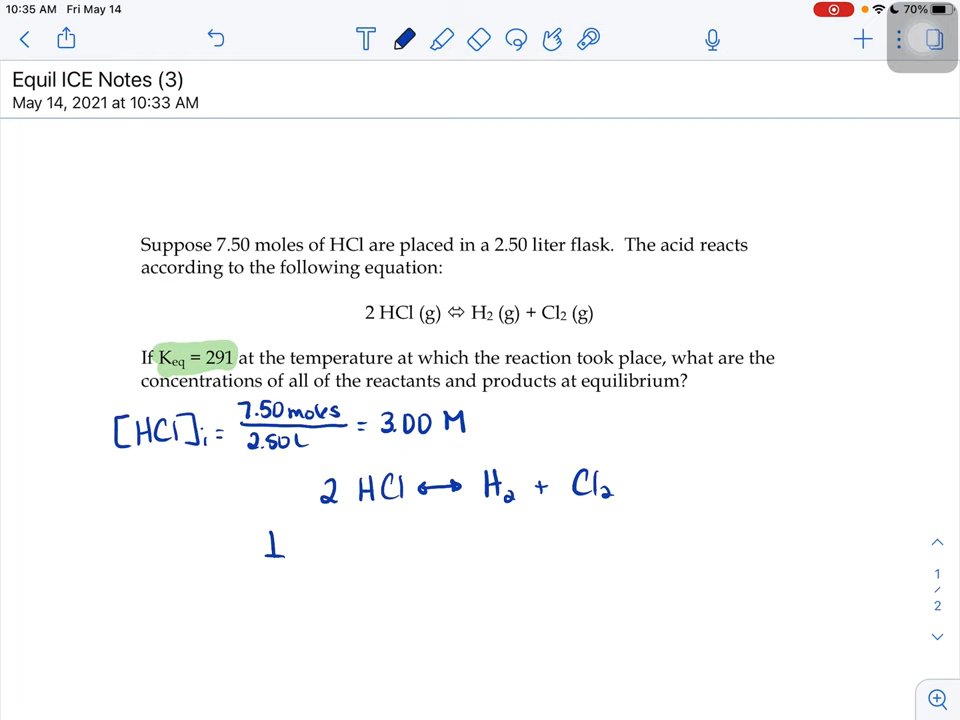 10:35 AM Fri May 14 70%
T
Equil ICE Notes (3)
May 14, 2021 at 10:33 AM
Suppose 7.50 moles of HCl are placed in a 2.50 liter flask. The acid reacts
according to the following equation:
2 HCl (g) ⇔ H₂ (g) + Cl₂ (g)
If Keq = 291 at the temperature at which the reaction took place, what are the
concentrations of all of the reactants and products at equilibrium?
[HCl]i = 7.50 moles / 2.50 L = 3.00 M
2 HCl ↔ H₂ + Cl₂
I
1
/
2